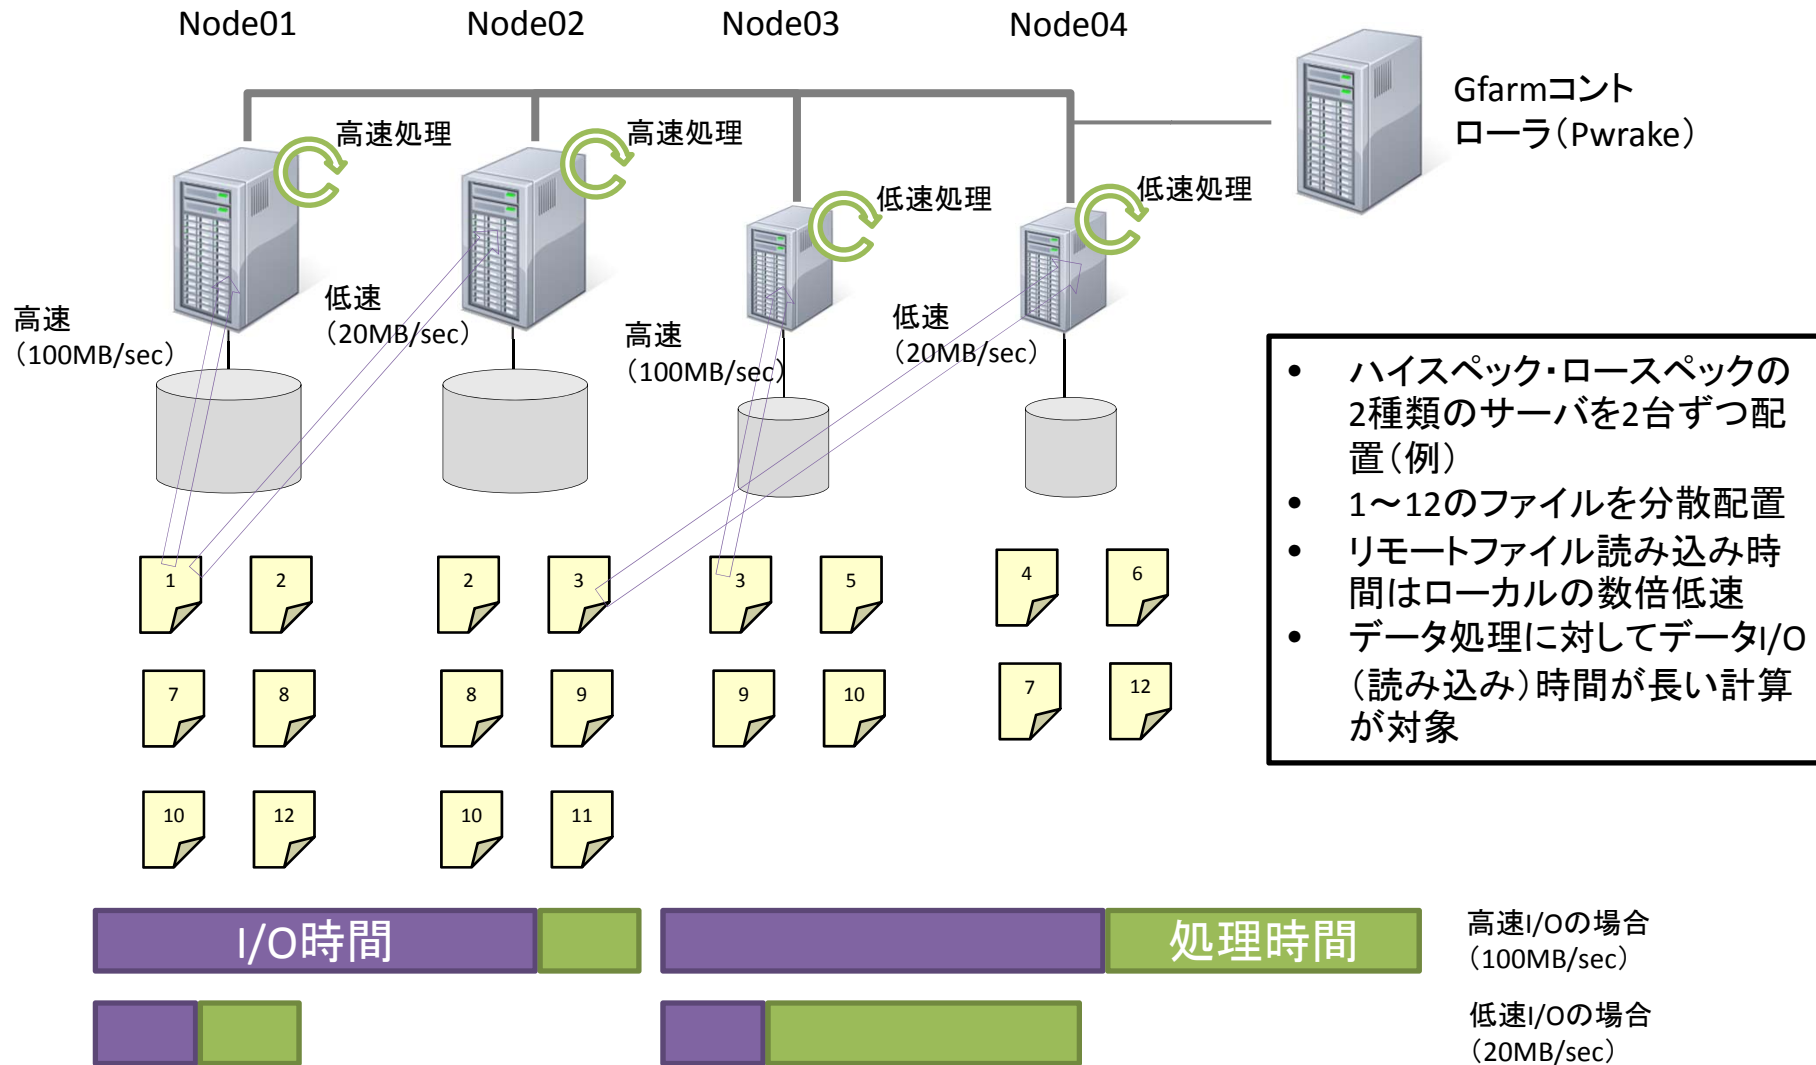 Node01
Node02
Node03
Node04
Gfarmコント
ローラ（Pwrake）
高速処理
高速処理
低速処理
低速処理
高速
（100MB/sec）
低速
（20MB/sec）
高速
（100MB/sec）
低速
（20MB/sec）
• ハイスペック・ロースペックの
2種類のサーバを2台ずつ配
置（例）
• 1～12のファイルを分散配置
• リモートファイル読み込み時
間はローカルの数倍低速
• データ処理に対してデータI/O
（読み込み）時間が長い計算
が対象
1 2 2 3 3 5 4 6
7 8 8 9 9 10 7 12
10 12 10 11
I/O時間
処理時間
高速I/Oの場合
（100MB/sec）
低速I/Oの場合
（20MB/sec）